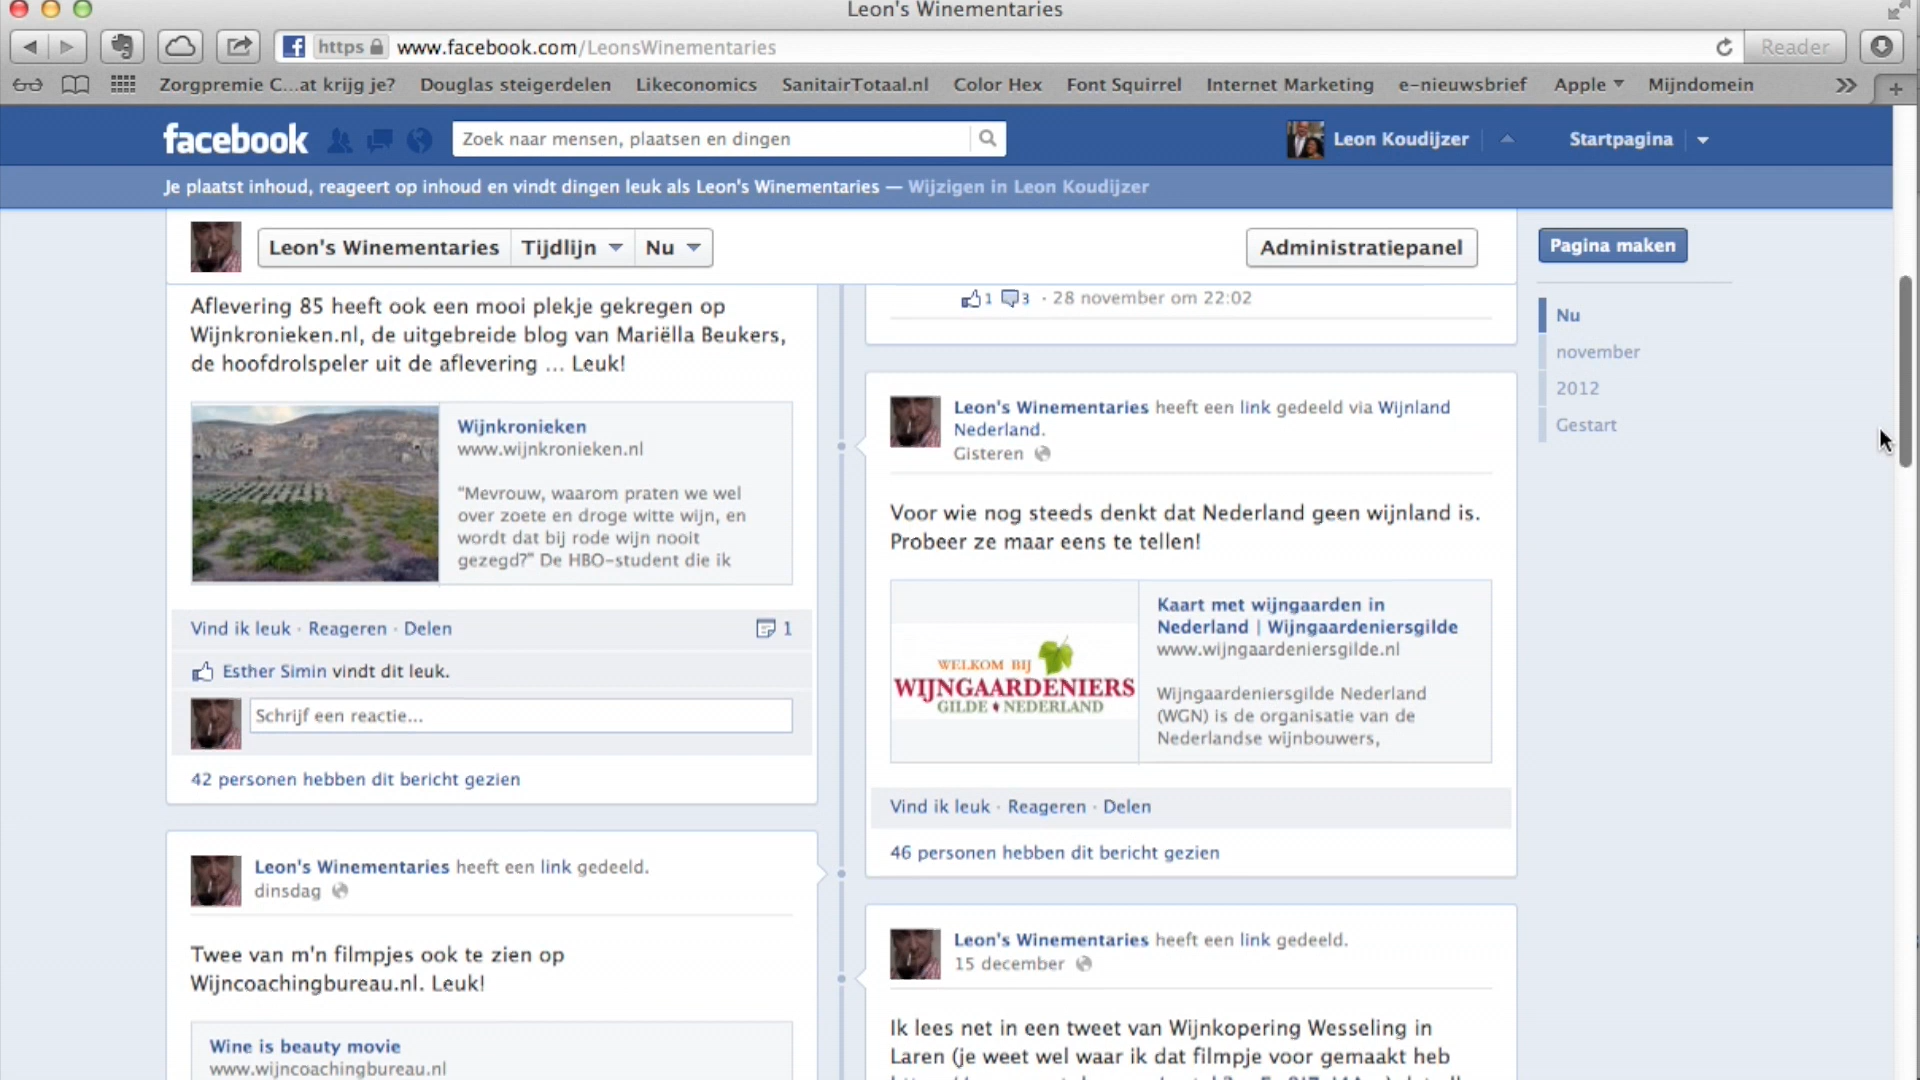 Leon's Winementaries
https www.facebook.com/LeonsWinementaries
Reader
Zorgpremie C...at krijg je? Douglas steigerdelen Likeconomics SanitairTotaal.nl Color Hex Font Squirrel Internet Marketing e-nieuwsbrief Apple Mijndomein
facebook Zoek naar mensen, plaatsen en dingen Leon Koudijzer Startpagina
Je plaatst inhoud, reageert op inhoud en vindt dingen leuk als Leon's Winementaries — Wijzigen in Leon Koudijzer
Leon's Winementaries Tijdlijn Nu Administratiepanel
Aflevering 85 heeft ook een mooi plekje gekregen op
Wijnkronieken.nl, de uitgebreide blog van Mariëlla Beukers,
de hoofdrolspeler uit de aflevering ... Leuk!
Wijnkronieken
www.wijnkronieken.nl
"Mevrouw, waarom praten we wel
over zoete en droge witte wijn, en
wordt dat bij rode wijn nooit
gezegd?" De HBO-student die ik
Vind ik leuk · Reageren · Delen 1
Esther Simin vindt dit leuk.
Schrijf een reactie...
42 personen hebben dit bericht gezien
Leon's Winementaries heeft een link gedeeld.
dinsdag
Twee van m'n filmpjes ook te zien op
Wijncoachingbureau.nl. Leuk!
Wine is beauty movie
www.wijncoachingbureau.nl
1 3 · 28 november om 22:02
Leon's Winementaries heeft een link gedeeld via Wijnland
Nederland.
Gisteren
Voor wie nog steeds denkt dat Nederland geen wijnland is.
Probeer ze maar eens te tellen!
WELKOM BIJ
WIJNGAARDENIERS
GILDE NEDERLAND
Kaart met wijngaarden in
Nederland | Wijngaardeniersgilde
www.wijngaardeniersgilde.nl
Wijngaardeniersgilde Nederland
(WGN) is de organisatie van de
Nederlandse wijnbouwers,
Vind ik leuk · Reageren · Delen
46 personen hebben dit bericht gezien
Leon's Winementaries heeft een link gedeeld.
15 december
Ik lees net in een tweet van Wijnkopering Wesseling in
Laren (je weet wel waar ik dat filmpje voor gemaakt heb
Pagina maken
Nu
november
2012
Gestart